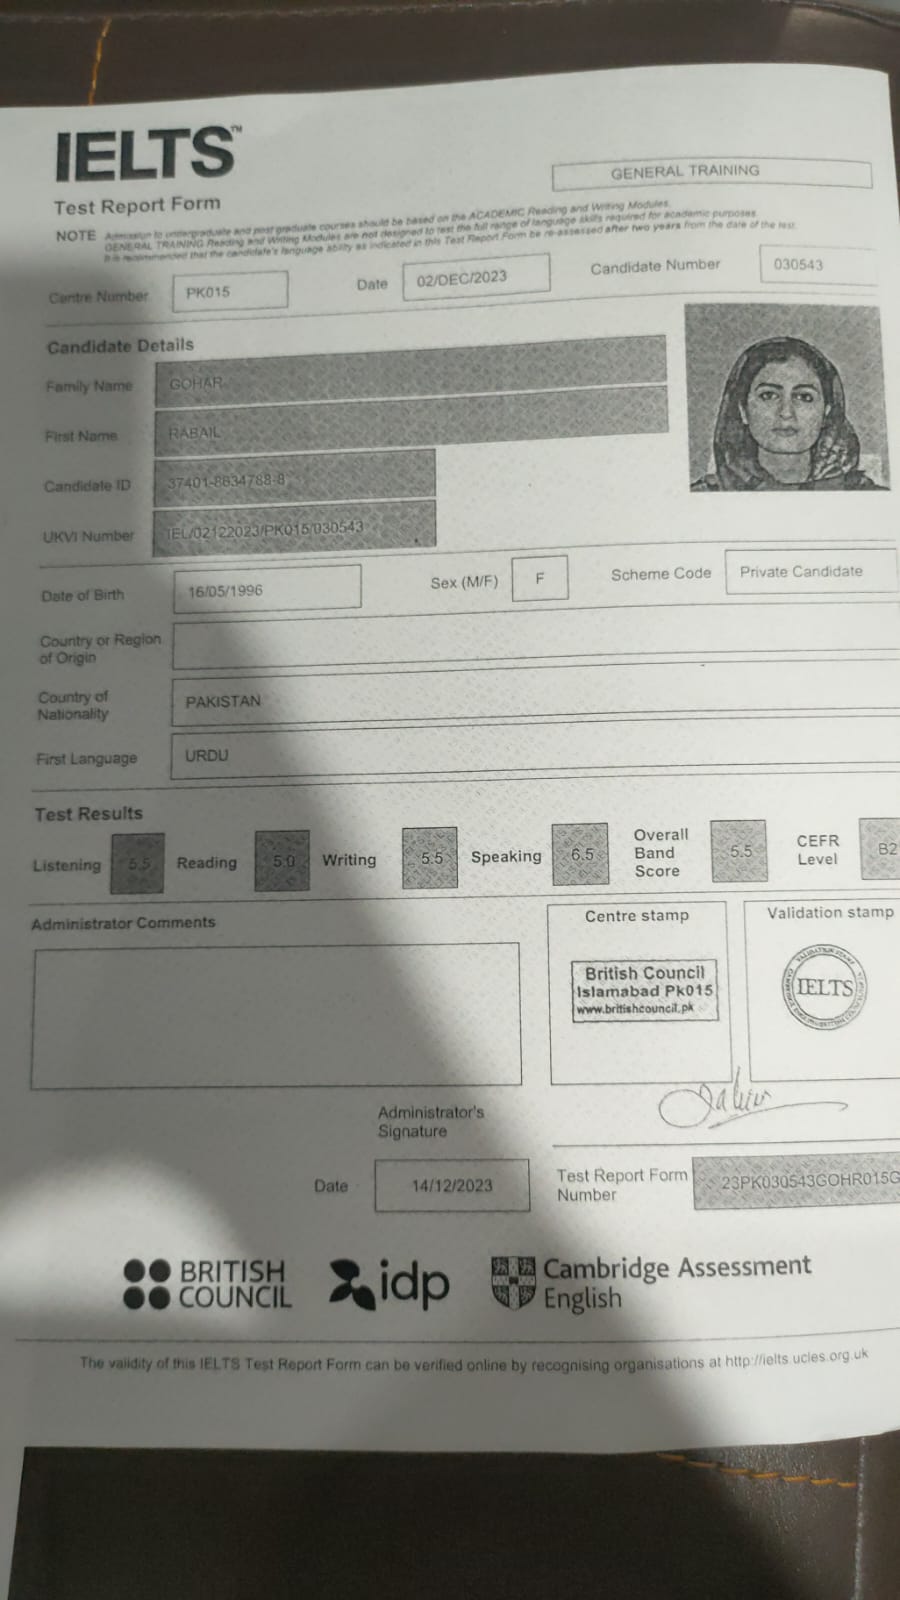 IELTS™
GENERAL TRAINING
Test Report Form
NOTE Admission to undergraduate and post graduate courses should be based on the ACADEMIC Reading and Writing Modules.
GENERAL TRAINING Reading and Writing Modules are not designed to test the full range of language skills required for academic purposes.
It is recommended that the candidate's language ability as indicated in this Test Report Form be re-assessed after two years from the date of the test.
Centre Number PK015 Date 02/DEC/2023 Candidate Number 030543
Candidate Details
Family Name GOHAR
First Name RABAIL
Candidate ID 37401-8634788-8
UKVI Number IEL/02122023/PK015/030543
Date of Birth 16/05/1996 Sex (M/F) F Scheme Code Private Candidate
Country or Region
of Origin
Country of
Nationality PAKISTAN
First Language URDU
Test Results
Listening 5.5 Reading 5.0 Writing 5.5 Speaking 6.5 Overall Band Score 5.5 CEFR Level B2
Administrator Comments
Centre stamp
Validation stamp
British Council
Islamabad Pk015
www.britishcouncil.pk
IELTS
Administrator's
Signature
Date 14/12/2023
Test Report Form
Number 23PK030543GOHR015G
BRITISH
COUNCIL
idp
Cambridge Assessment
English
The validity of this IELTS Test Report Form can be verified online by recognising organisations at http://ielts.ucles.org.uk